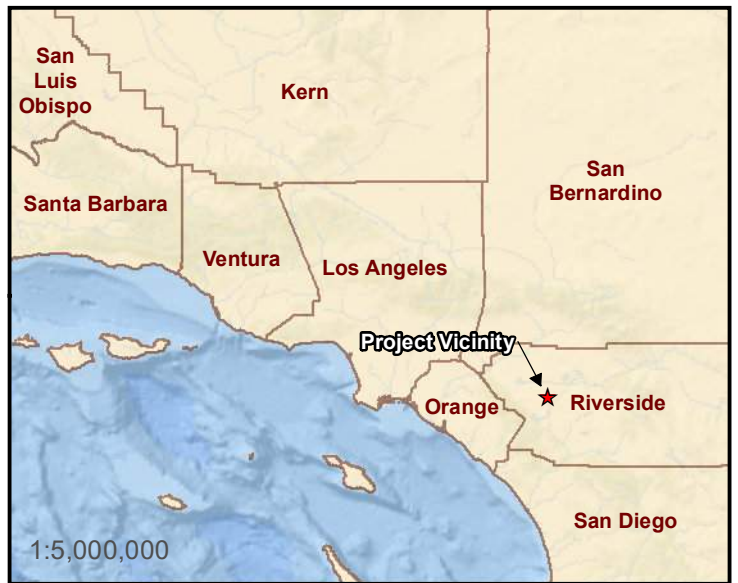 San
Luis
Obispo
Kern
San
Bernardino
Santa Barbara
Ventura
Los Angeles
Project Vicinity
Orange
Riverside
San Diego
1:5,000,000